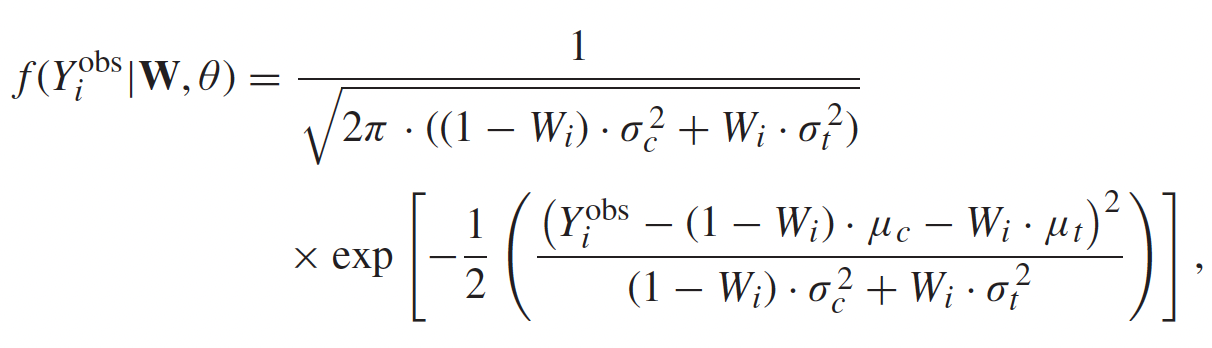 f(Y_i^obs|𝐖, θ) = 1 / √(2π · ((1 − W_i) · σ_c^2 + W_i · σ_t^2))
× exp [ −1/2 ( (Y_i^obs − (1 − W_i) · μ_c − W_i · μ_t)^2 / ((1 − W_i) · σ_c^2 + W_i · σ_t^2) ) ] ,